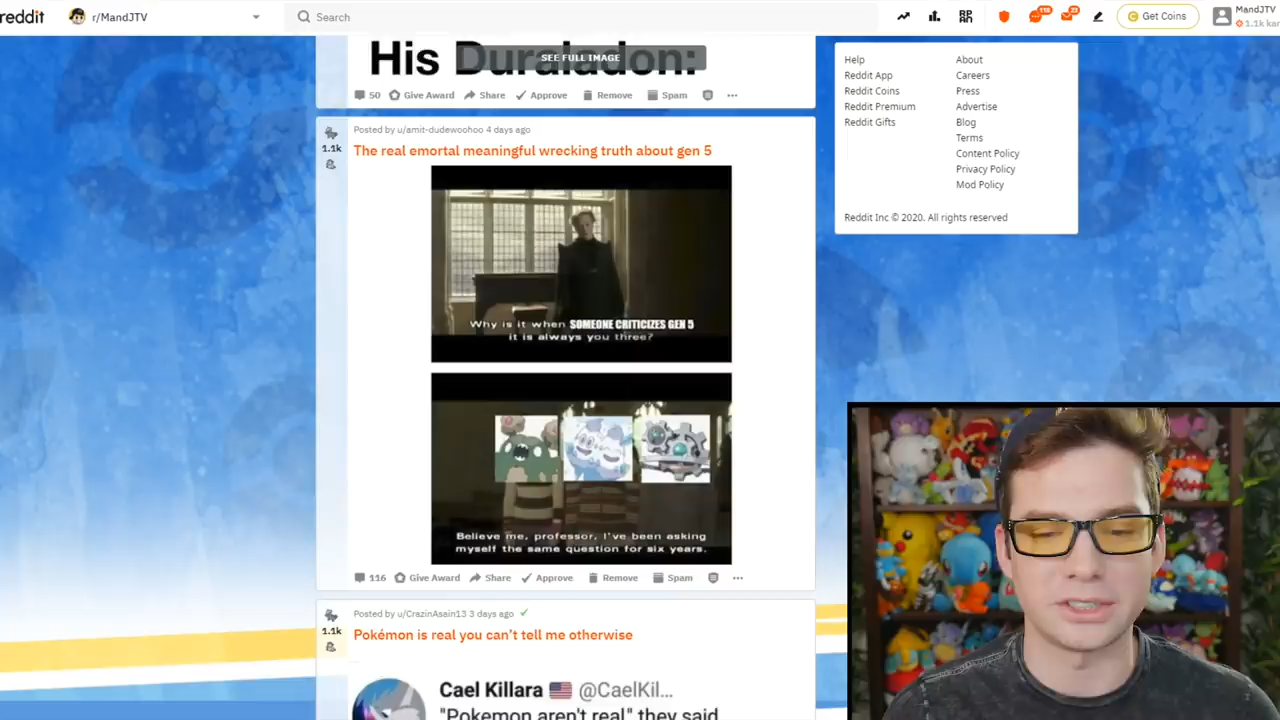 reddit
r/MandJTV
Search
110
23
Get Coins
MandJTV
1.1k kar
His Duraladon:
SEE FULL IMAGE
50 Give Award Share Approve Remove Spam
Posted by u/amit-dudewoohoo 4 days ago
1.1k
The real emortal meaningful wrecking truth about gen 5
Why is it when SOMEONE CRITICIZES GEN 5
it is always you three?
Believe me, professor, I've been asking
myself the same question for six years.
116 Give Award Share Approve Remove Spam
Posted by u/CrazinAsain13 3 days ago
1.1k
Pokémon is real you can't tell me otherwise
Cael Killara @CaelKil...
"Pokemon aren't real" they said
Help
Reddit App
Reddit Coins
Reddit Premium
Reddit Gifts
About
Careers
Press
Advertise
Blog
Terms
Content Policy
Privacy Policy
Mod Policy
Reddit Inc © 2020. All rights reserved